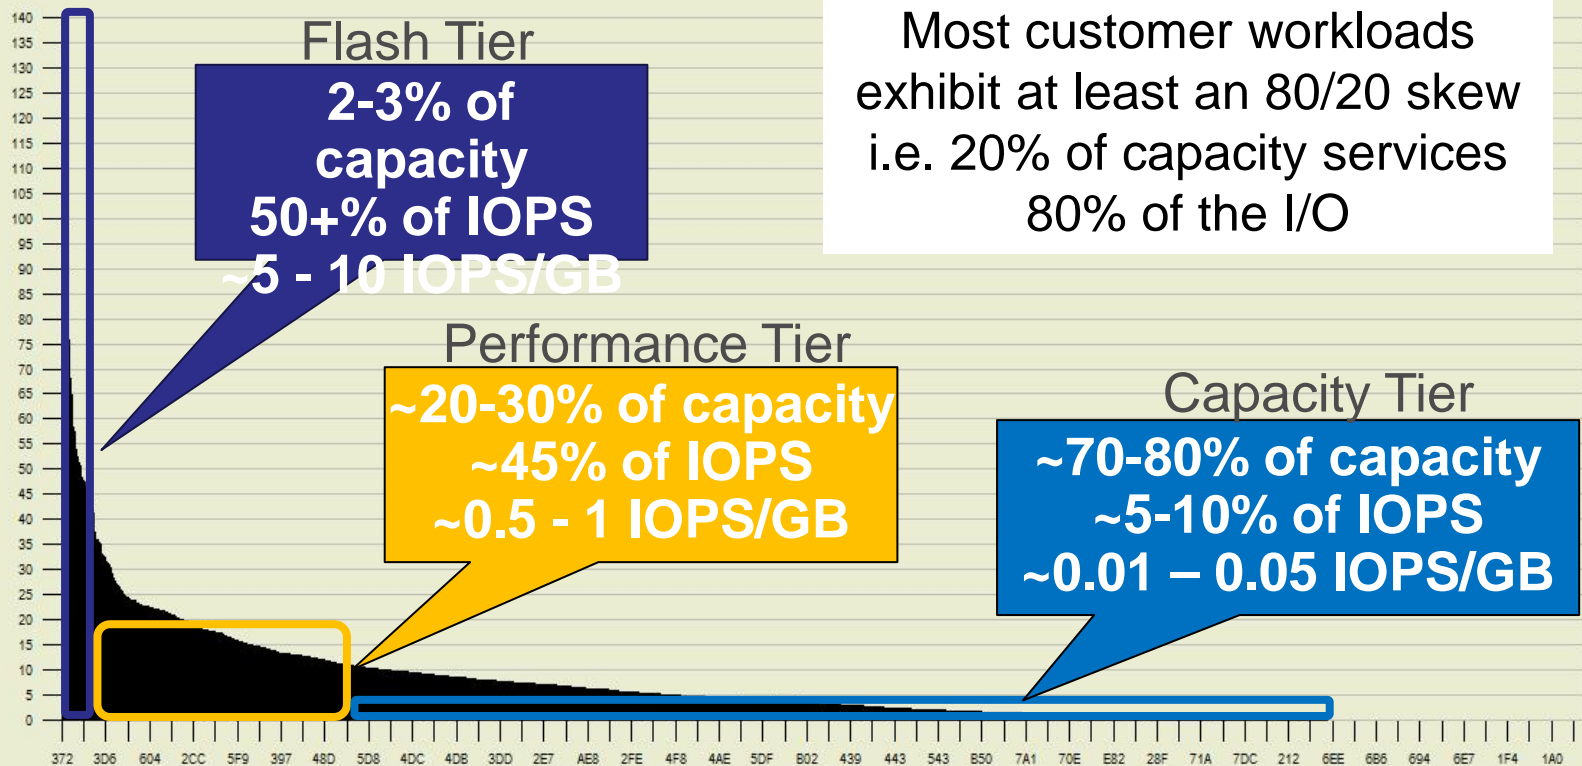 Flash Tier
2-3% of
capacity
50+% of IOPS
~5 - 10 IOPS/GB
Most customer workloads
exhibit at least an 80/20 skew
i.e. 20% of capacity services
80% of the I/O
Performance Tier
~20-30% of capacity
~45% of IOPS
~0.5 - 1 IOPS/GB
Capacity Tier
~70-80% of capacity
~5-10% of IOPS
~0.01 – 0.05 IOPS/GB
140
135
130
125
120
115
110
105
100
95
90
85
80
75
70
65
60
55
50
45
40
35
30
25
20
15
10
5
0
372 3D6 604 2CC 5F9 397 48D 5D8 4DC 4DB 3DD 2E7 AE8 2FE 4F8 4AE 5DF B02 439 443 543 B50 7A1 70E E82 28F 71A 7DC 212 6EE 6B6 694 6E7 1F4 1A0